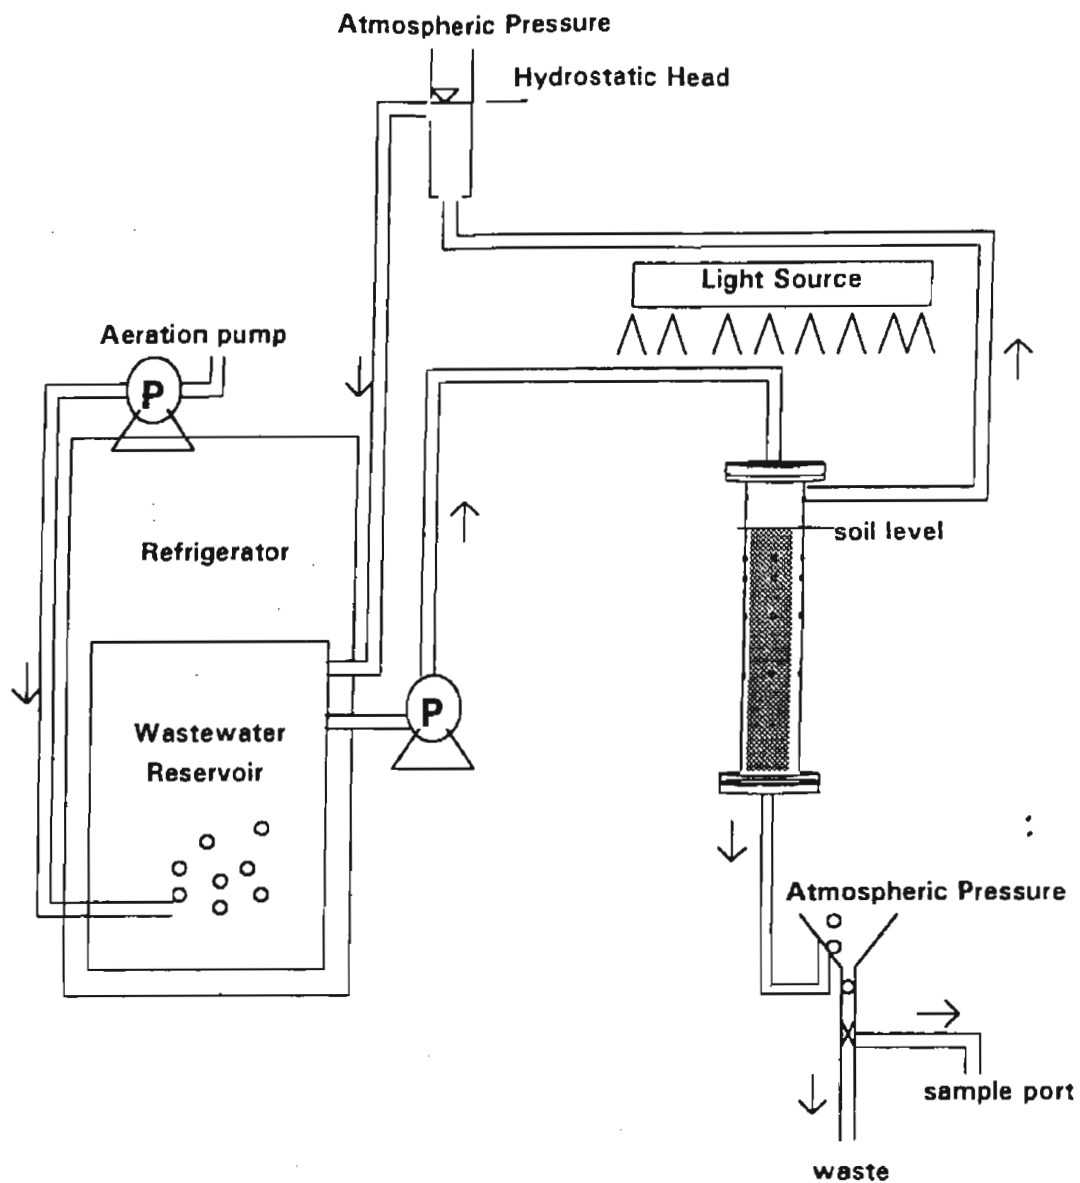 Atmospheric Pressure
Hydrostatic Head
Light Source
Aeration pump
P
soil level
Refrigerator
P
Wastewater
Reservoir
Atmospheric Pressure
sample port
waste